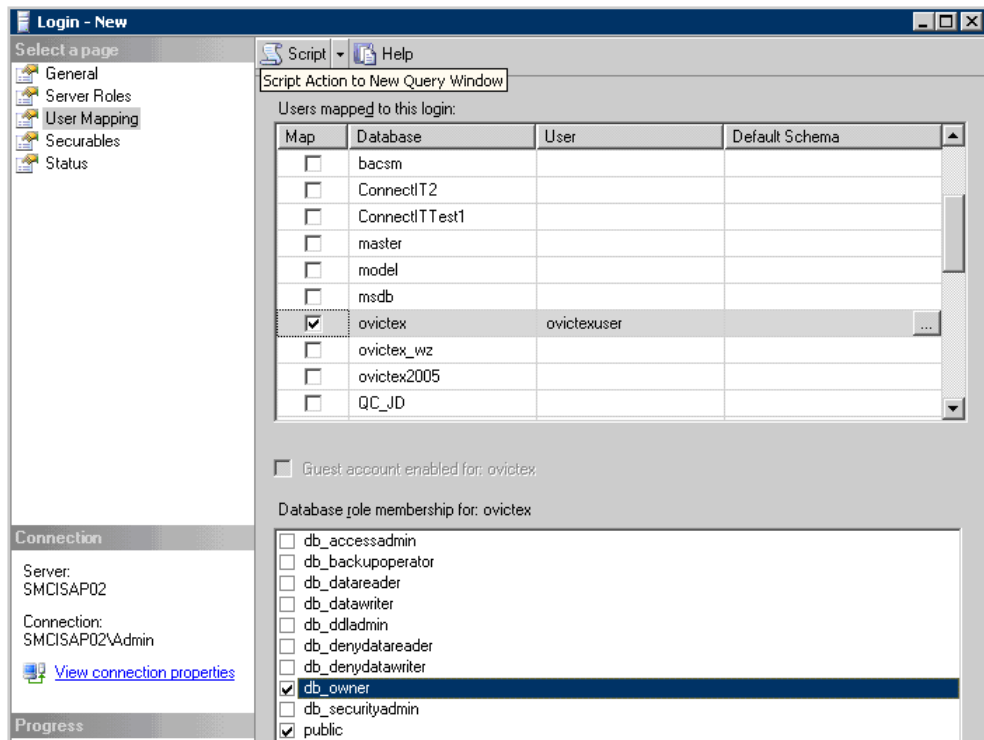 Login - New
Select a page
General
Server Roles
User Mapping
Securables
Status
Script Help
Script Action to New Query Window
Users mapped to this login:
Map Database User Default Schema
bacsm
ConnectIT2
ConnectITTest1
master
model
msdb
ovictex ovictexuser ...
ovictex_wz
ovictex2005
QC_JD
Guest account enabled for: ovictex
Database role membership for: ovictex
db_accessadmin
db_backupoperator
db_datareader
db_datawriter
db_ddladmin
db_denydatareader
db_denydatawriter
db_owner
db_securityadmin
public
Connection
Server:
SMCISAP02
Connection:
SMCISAP02\Admin
View connection properties
Progress